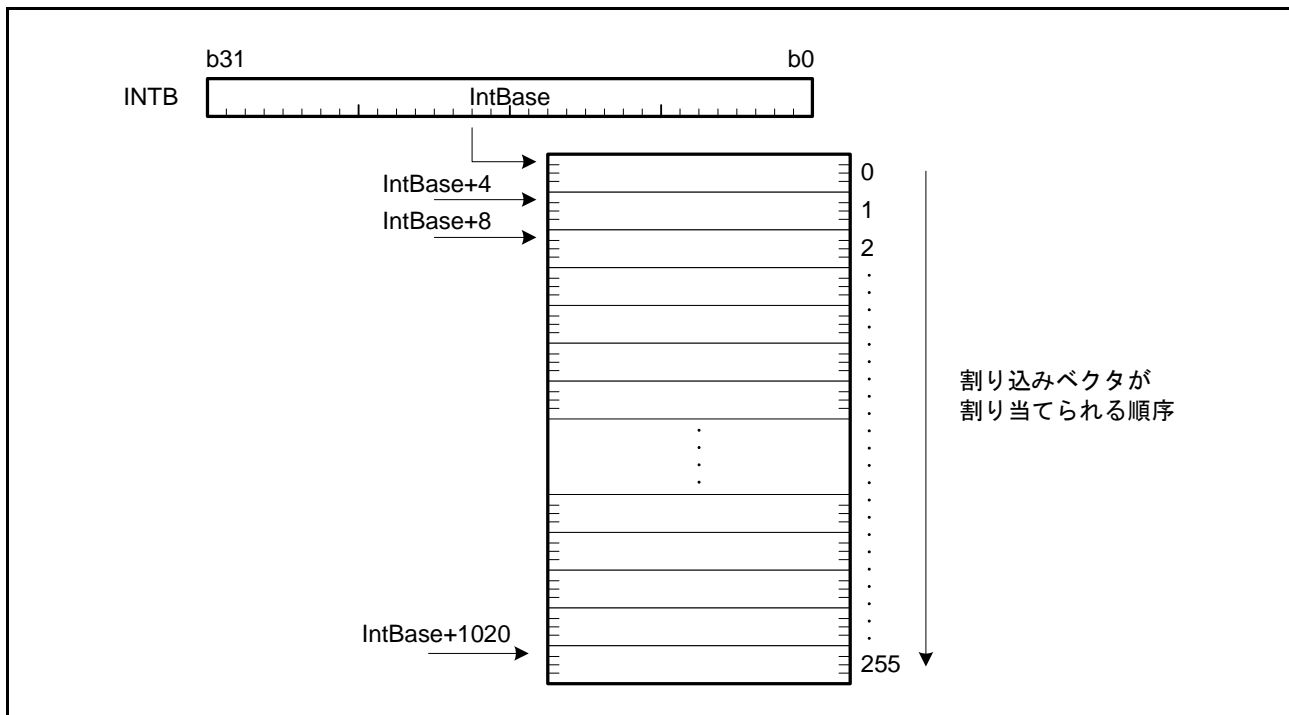 b31 b0
INTB IntBase
0
IntBase+4
1
IntBase+8
2
割り込みベクタが
割り当てられる順序
IntBase+1020
255